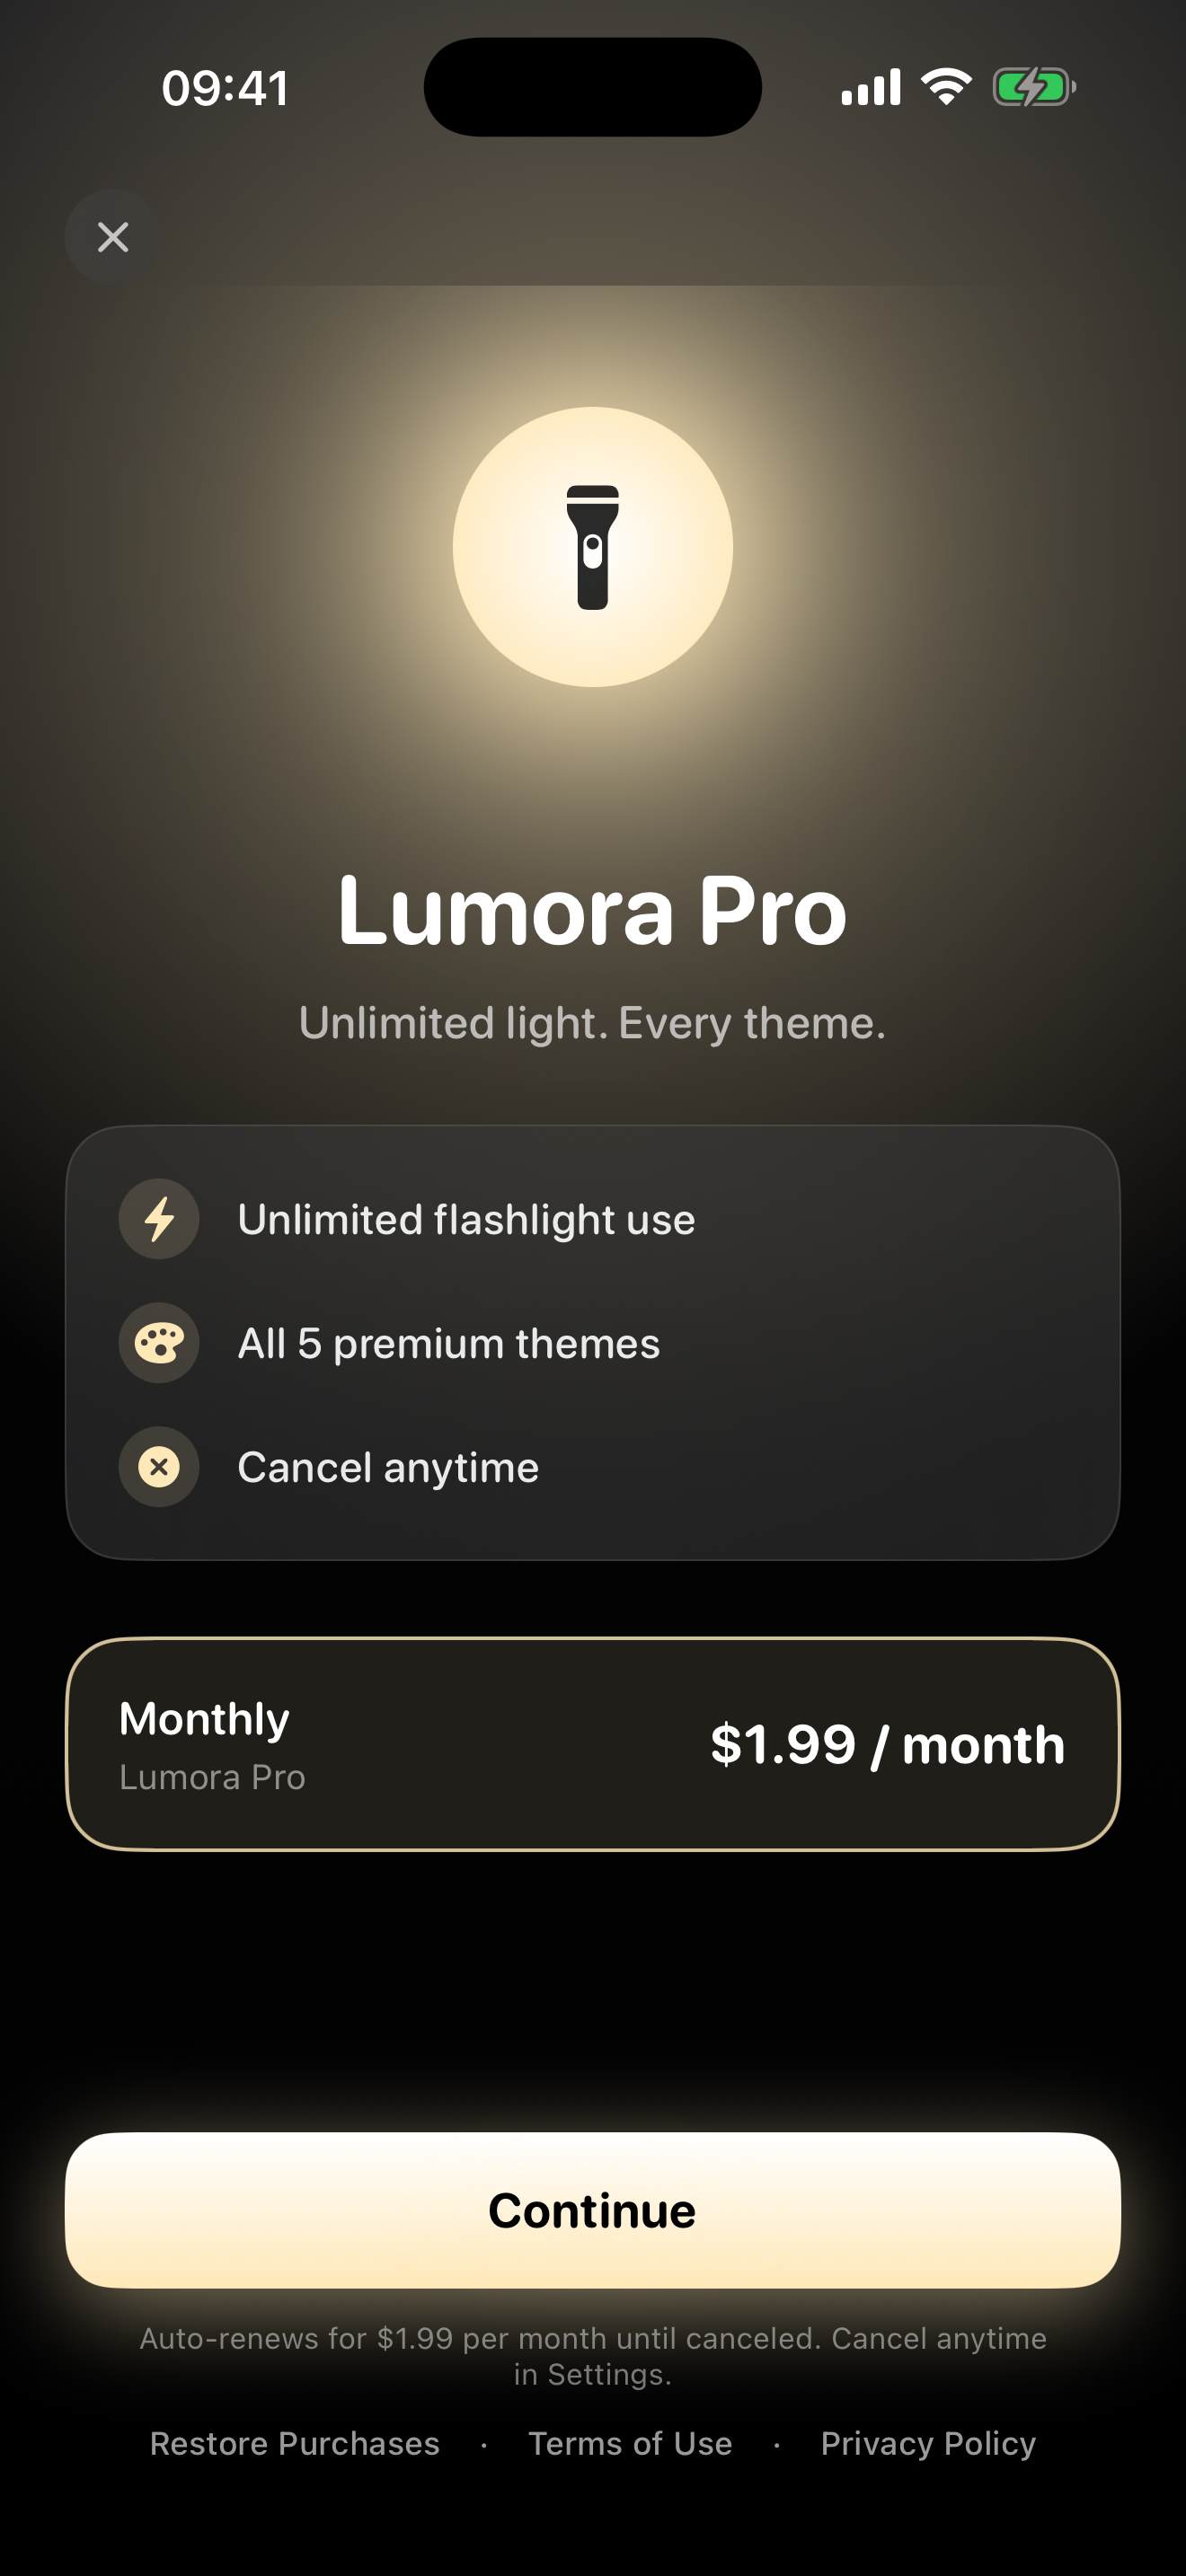 09:41
Lumora Pro
Unlimited light. Every theme.
Unlimited flashlight use
All 5 premium themes
Cancel anytime
Monthly
Lumora Pro
$1.99 / month
Continue
Auto-renews for $1.99 per month until canceled. Cancel anytime
in Settings.
Restore Purchases · Terms of Use · Privacy Policy